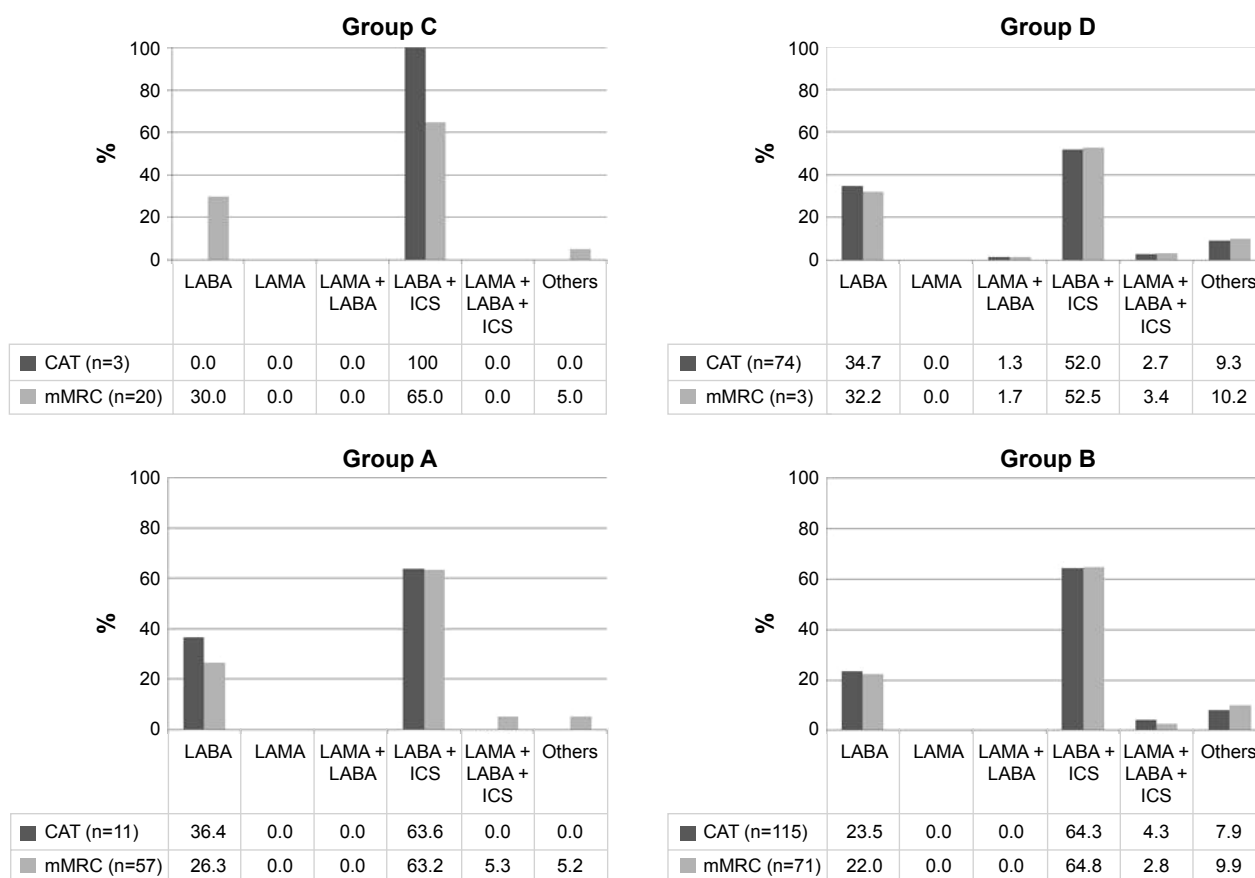 Group C
%
100
80
60
40
20
0
LABA LAMA LAMA + LABA + LAMA + Others
LABA ICS LABA +
ICS
CAT (n=3) 0.0 0.0 0.0 100 0.0 0.0
mMRC (n=20) 30.0 0.0 0.0 65.0 0.0 5.0
Group D
%
100
80
60
40
20
0
LABA LAMA LAMA + LABA + LAMA + Others
LABA ICS LABA +
ICS
CAT (n=74) 34.7 0.0 1.3 52.0 2.7 9.3
mMRC (n=3) 32.2 0.0 1.7 52.5 3.4 10.2
Group A
%
100
80
60
40
20
0
LABA LAMA LAMA + LABA + LAMA + Others
LABA ICS LABA +
ICS
CAT (n=11) 36.4 0.0 0.0 63.6 0.0 0.0
mMRC (n=57) 26.3 0.0 0.0 63.2 5.3 5.2
Group B
%
100
80
60
40
20
0
LABA LAMA LAMA + LABA + LAMA + Others
LABA ICS LABA +
ICS
CAT (n=115) 23.5 0.0 0.0 64.3 4.3 7.9
mMRC (n=71) 22.0 0.0 0.0 64.8 2.8 9.9